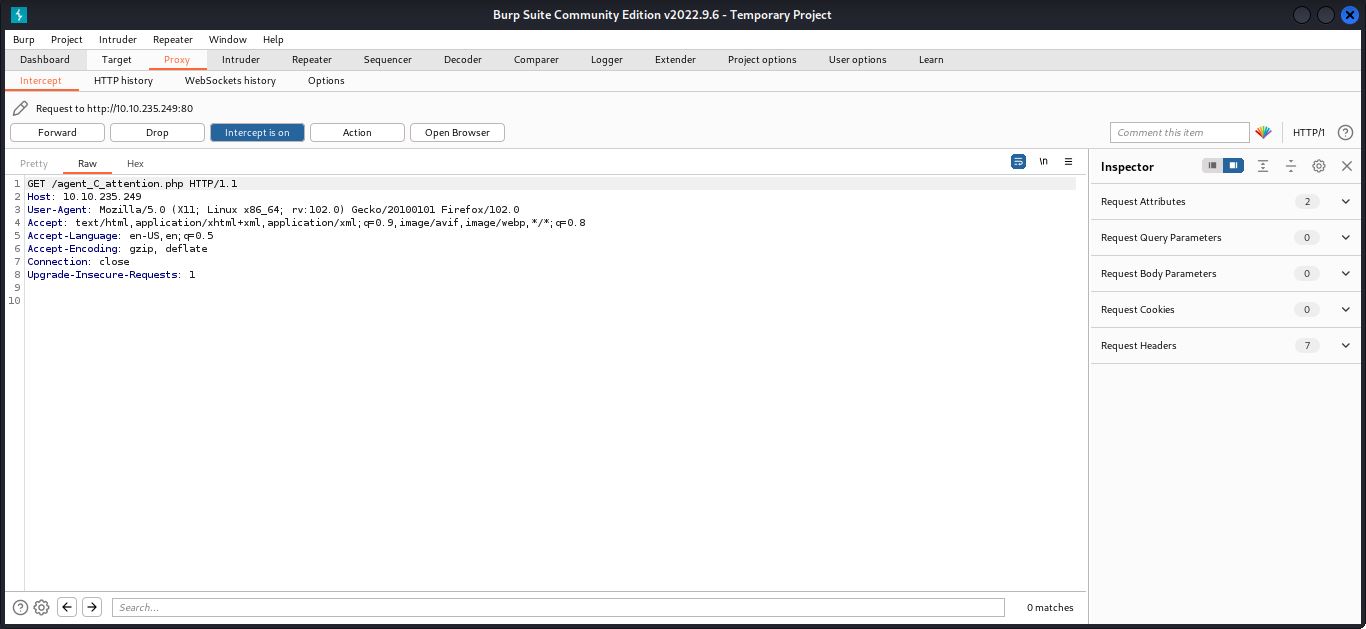 Burp Suite Community Edition v2022.9.6 - Temporary Project
Burp Project Intruder Repeater Window Help
Dashboard Target Proxy Intruder Repeater Sequencer Decoder Comparer Logger Extender Project options User options Learn
Intercept HTTP history WebSockets history Options
Request to http://10.10.235.249:80
Forward Drop Intercept is on Action Open Browser Comment this item HTTP/1 ?
Pretty Raw Hex \n Inspector
1 GET /agent_C_attention.php HTTP/1.1
2 Host: 10.10.235.249
3 User-Agent: Mozilla/5.0 (X11; Linux x86_64; rv:102.0) Gecko/20100101 Firefox/102.0
4 Accept: text/html,application/xhtml+xml,application/xml;q=0.9,image/avif,image/webp,*/*;q=0.8
5 Accept-Language: en-US,en;q=0.5
6 Accept-Encoding: gzip, deflate
7 Connection: close
8 Upgrade-Insecure-Requests: 1
9
10
Request Attributes 2
Request Query Parameters 0
Request Body Parameters 0
Request Cookies 0
Request Headers 7
? Search... 0 matches